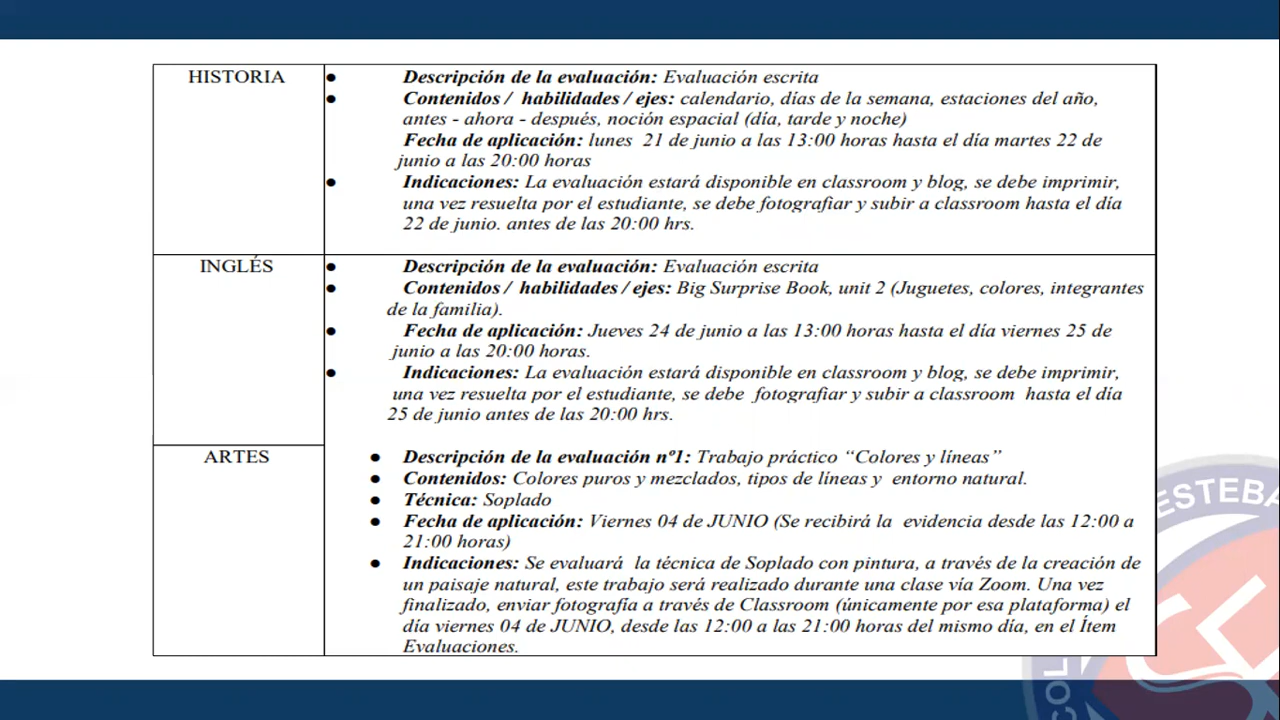 HISTORIA
● Descripción de la evaluación: Evaluación escrita
● Contenidos / habilidades / ejes: calendario, días de la semana, estaciones del año,
antes - ahora - después, noción espacial (día, tarde y noche)
Fecha de aplicación: lunes 21 de junio a las 13:00 horas hasta el día martes 22 de
junio a las 20:00 horas
● Indicaciones: La evaluación estará disponible en classroom y blog, se debe imprimir,
una vez resuelta por el estudiante, se debe fotografiar y subir a classroom hasta el día
22 de junio. antes de las 20:00 hrs.
INGLÉS
● Descripción de la evaluación: Evaluación escrita
● Contenidos / habilidades / ejes: Big Surprise Book, unit 2 (Juguetes, colores, integrantes
de la familia).
● Fecha de aplicación: Jueves 24 de junio a las 13:00 horas hasta el día viernes 25 de
junio a las 20:00 horas.
● Indicaciones: La evaluación estará disponible en classroom y blog, se debe imprimir,
una vez resuelta por el estudiante, se debe fotografiar y subir a classroom hasta el día
25 de junio antes de las 20:00 hrs.
ARTES
● Descripción de la evaluación nº1: Trabajo práctico “Colores y líneas”
● Contenidos: Colores puros y mezclados, tipos de líneas y entorno natural.
● Técnica: Soplado
● Fecha de aplicación: Viernes 04 de JUNIO (Se recibirá la evidencia desde las 12:00 a
21:00 horas)
● Indicaciones: Se evaluará la técnica de Soplado con pintura, a través de la creación de
un paisaje natural, este trabajo será realizado durante una clase vía Zoom. Una vez
finalizado, enviar fotografía a través de Classroom (únicamente por esa plataforma) el
día viernes 04 de JUNIO, desde las 12:00 a las 21:00 horas del mismo día, en el Ítem
Evaluaciones.
ESTEBA
COL